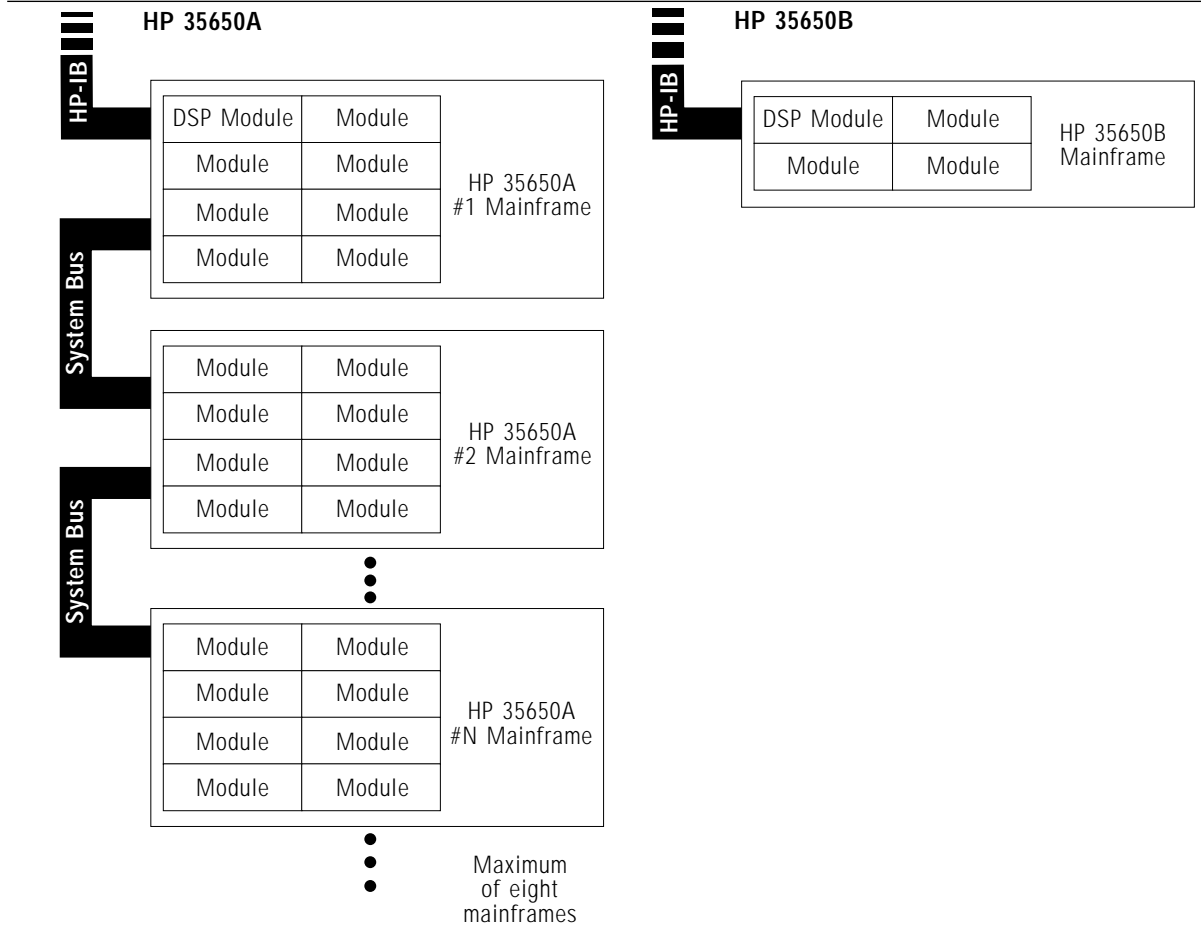 HP 35650A
HP-IB
DSP Module Module
Module Module
Module Module
Module Module
HP 35650A
#1 Mainframe
System Bus
Module Module
Module Module
Module Module
Module Module
HP 35650A
#2 Mainframe
System Bus
Module Module
Module Module
Module Module
Module Module
HP 35650A
#N Mainframe
Maximum
of eight
mainframes
HP 35650B
HP-IB
DSP Module Module
Module Module
HP 35650B
Mainframe